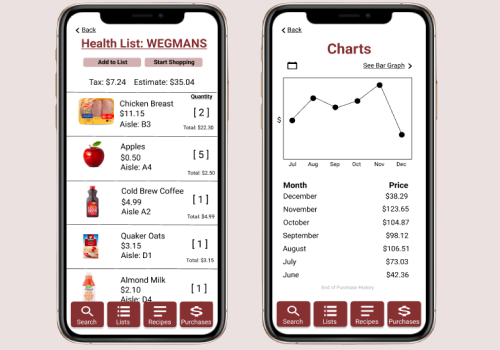 Back
Health List: WEGMANS
Add to List
Start Shopping
Tax: $7.24 Estimate: $35.04
Quantity
Chicken Breast
$11.15
Aisle: B3
[ 2 ]
Total: $22.30
Apples
$0.50
Aisle: A4
[ 5 ]
Total: $2.50
Cold Brew Coffee
$4.99
Aisle A2
[ 1 ]
Total: $4.99
Quaker Oats
$3.15
Aisle: D1
[ 1 ]
Total: $3.15
Almond Milk
$2.10
Aisle: D4
[ 1 ]
Search
Lists
Recipes
Purchases
Back
Charts
See Bar Graph
$
Jul Aug Sep Oct Nov Dec
Month Price
December $38.29
November $123.65
October $104.87
September $98.12
August $106.51
July $73.03
June $42.36
End of Purchase History
Search
Lists
Recipes
Purchases